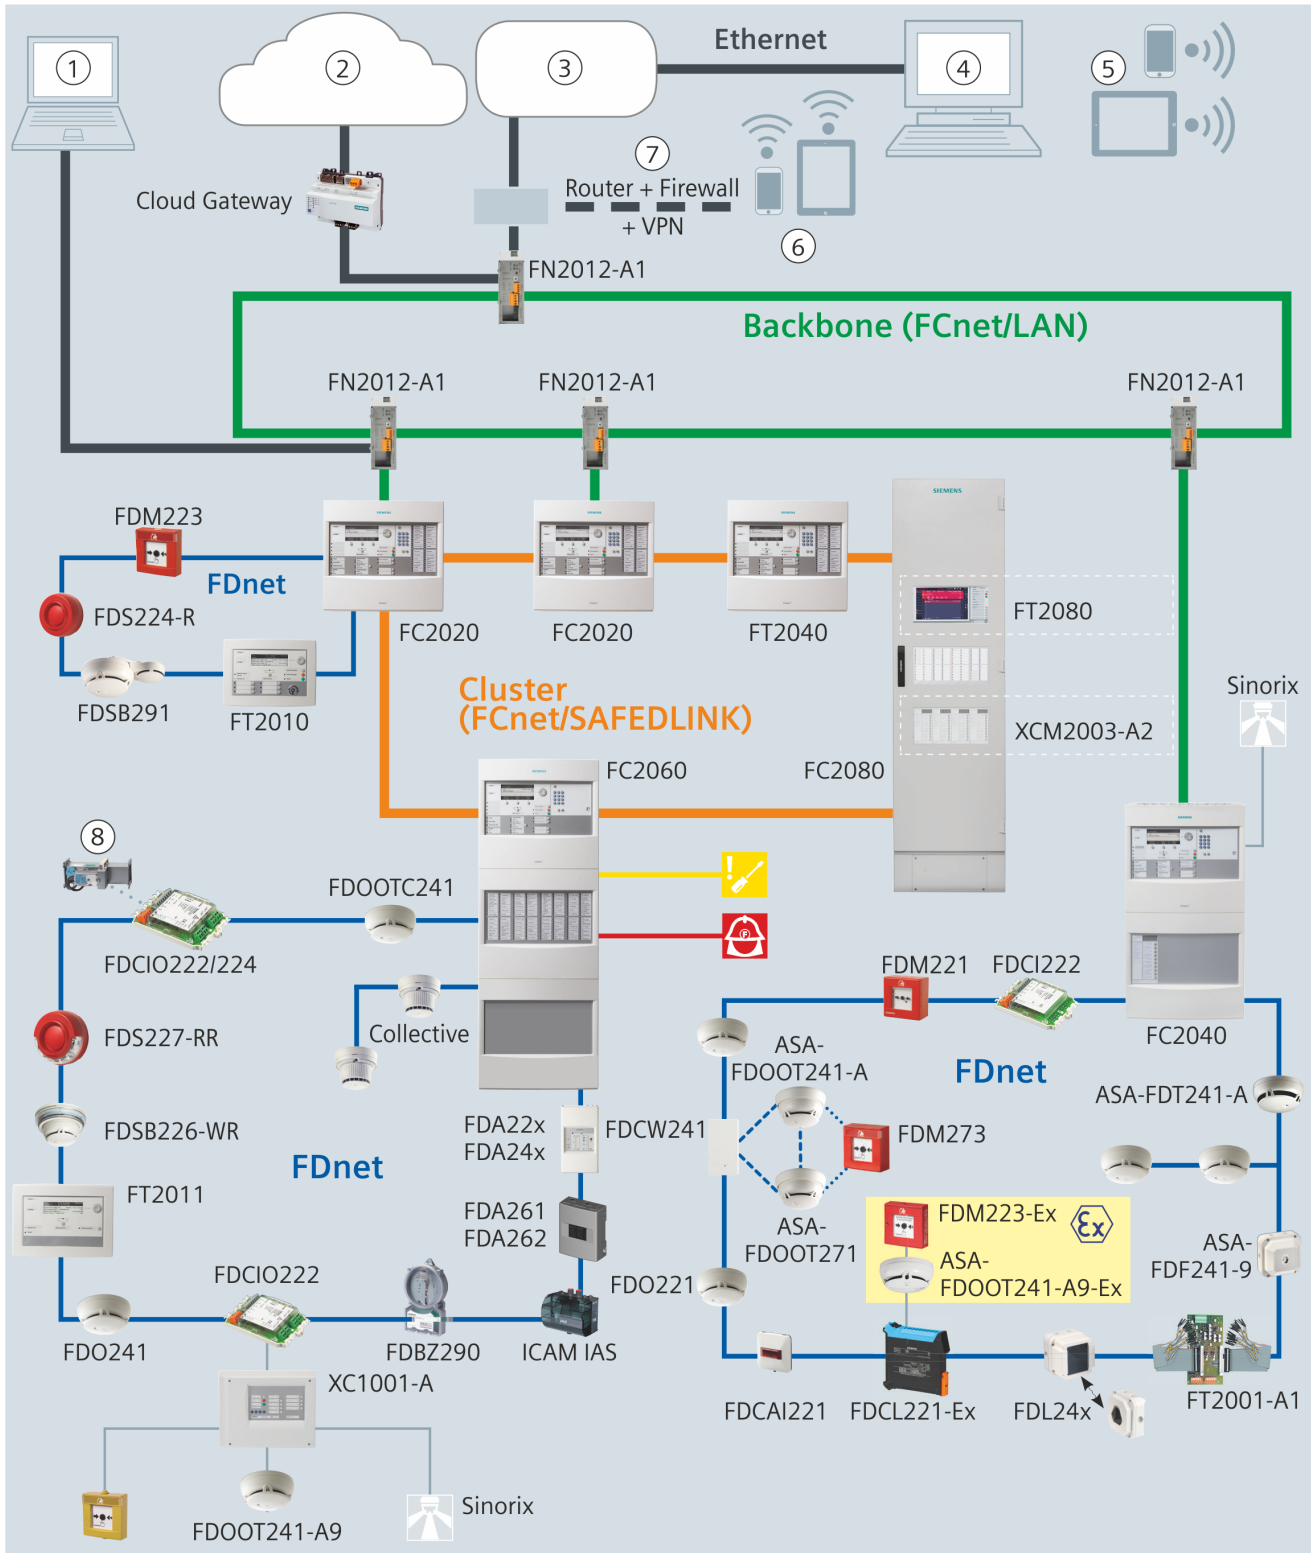 1
2
3
Ethernet
4
5
7
Cloud Gateway
Router + Firewall
+ VPN
6
FN2012-A1
Backbone (FCnet/LAN)
FN2012-A1
FN2012-A1
FN2012-A1
SIEMENS
FDM223
FDnet
FDS224-R
FC2020
FC2020
FT2040
FT2080
FDSB291
FT2010
Cluster
(FCnet/SAFEDLINK)
XCM2003-A2
Sinorix
FC2060
FC2080
8
FDOOTC241
FDCIO222/224
FDM221
FDCI222
FDS227-RR
Collective
FC2040
ASA-
FDOOT241-A
FDnet
ASA-FDT241-A
FDSB226-WR
FDA22x
FDA24x
FDCW241
FDM273
FDnet
FT2011
FDA261
FDA262
ASA-
FDOOT271
FDM223-Ex
Ex
ASA-
FDOOT241-A9-Ex
ASA-
FDF241-9
FDCIO222
FDO221
FDO241
FDBZ290
ICAM IAS
XC1001-A
FDCAI221
FDCL221-Ex
FDL24x
FT2001-A1
Sinorix
FDOOT241-A9